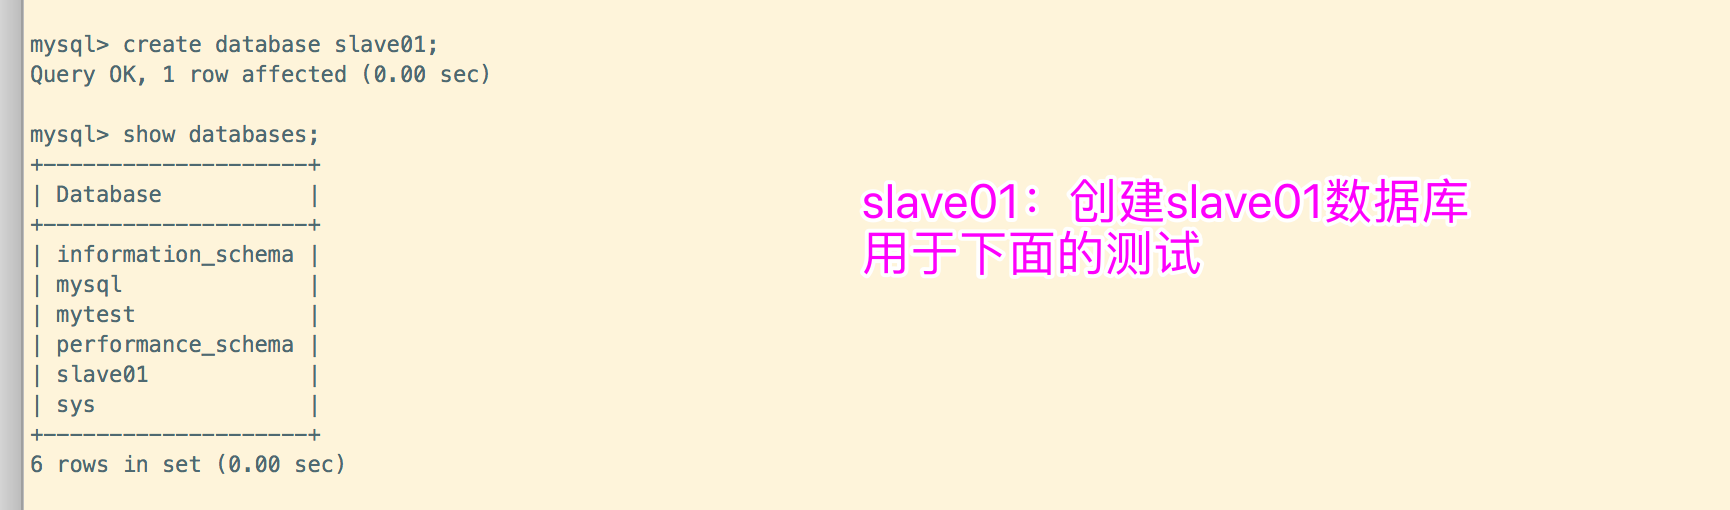 mysql> create database slave01;
Query OK, 1 row affected (0.00 sec)
mysql> show databases;
+--------------------+
| Database           |
+--------------------+
| information_schema |
| mysql              |
| mytest             |
| performance_schema |
| slave01            |
| sys                |
+--------------------+
6 rows in set (0.00 sec)
slave01：创建slave01数据库
用于下面的测试